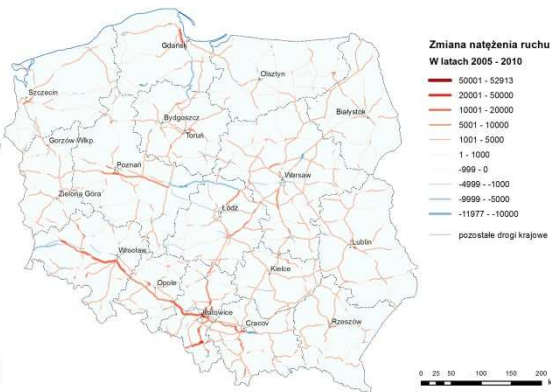 Zmiana natężenia ruchu
W latach 2005 - 2010
50001 - 52913
20001 - 50000
10001 - 20000
5001 - 10000
1001 - 5000
1 - 1000
-999 - 0
-4999 - -1000
-9999 - -5000
-11977 - -10000
pozostałe drogi krajowe
Gdańsk
Olsztyn
Szczecin
Białystok
Bydgoszcz
Toruń
Gorzów Wlkp.
Poznań
Warsaw
Zielona Góra
Łódź
Lublin
Wrocław
Kielce
Opole
Katowice
Cracov
Rzeszów
0 25 50 100 150 200